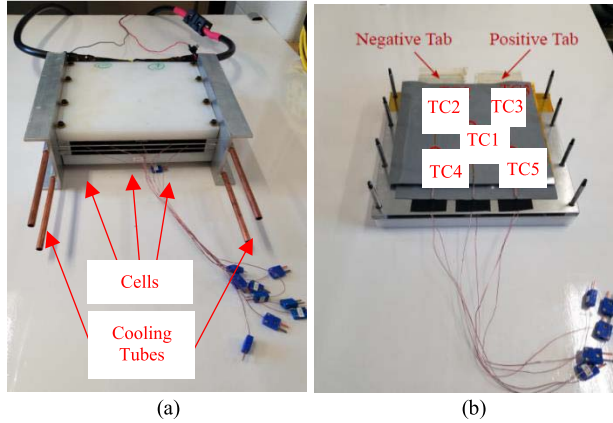 Cells
Cooling
Tubes
(a)
Negative Tab
Positive Tab
TC2
TC3
TC1
TC4
TC5
(b)